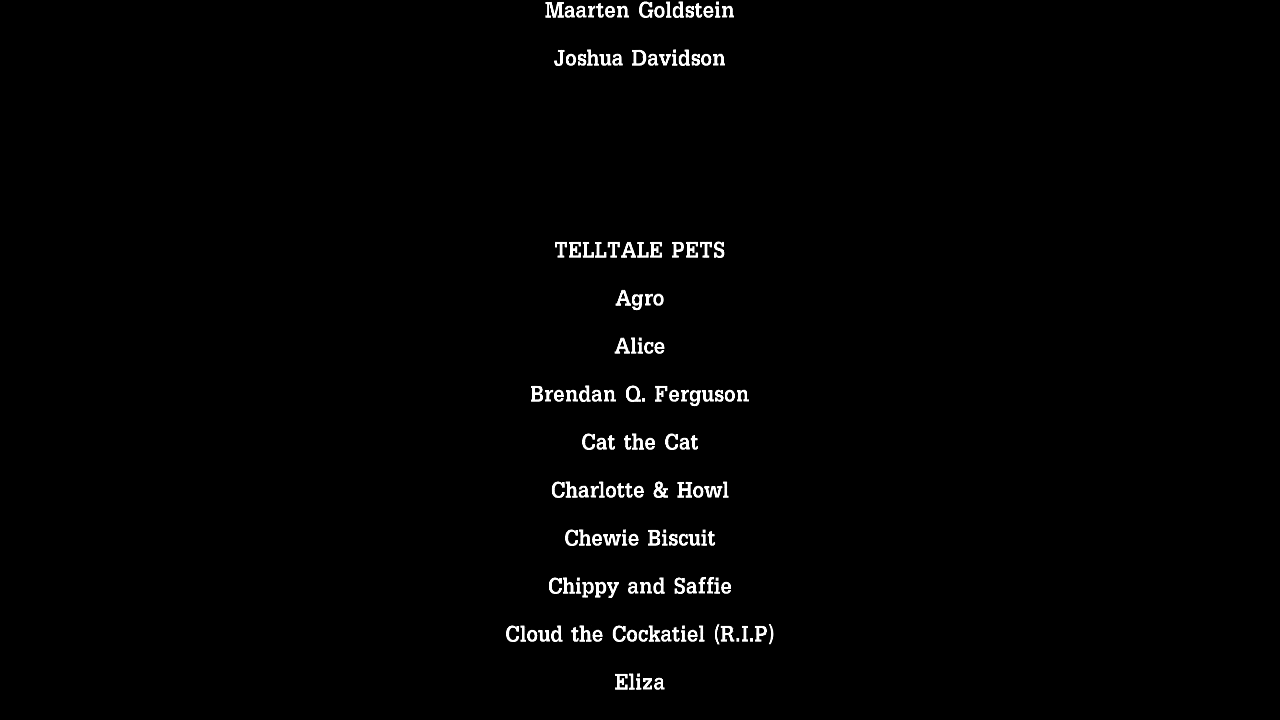 Maarten Goldstein
Joshua Davidson
TELLTALE PETS
Agro
Alice
Brendan Q. Ferguson
Cat the Cat
Charlotte & Howl
Chewie Biscuit
Chippy and Saffie
Cloud the Cockatiel (R.I.P)
Eliza